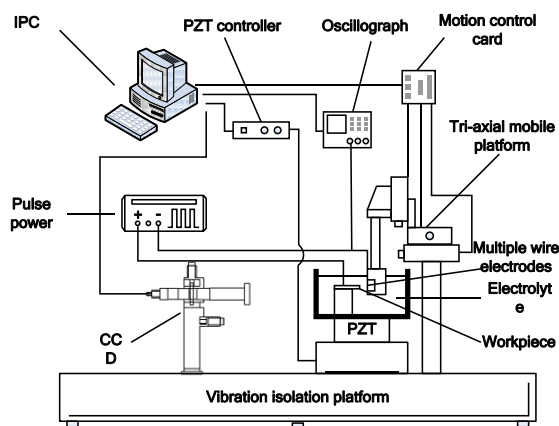 IPC
PZT controller
Oscillograph
Motion control
card
Tri-axial mobile
platform
Pulse
power
+ -
Multiple wire
electrodes
Electrolyt
e
CC
D
PZT
Workpiece
Vibration isolation platform